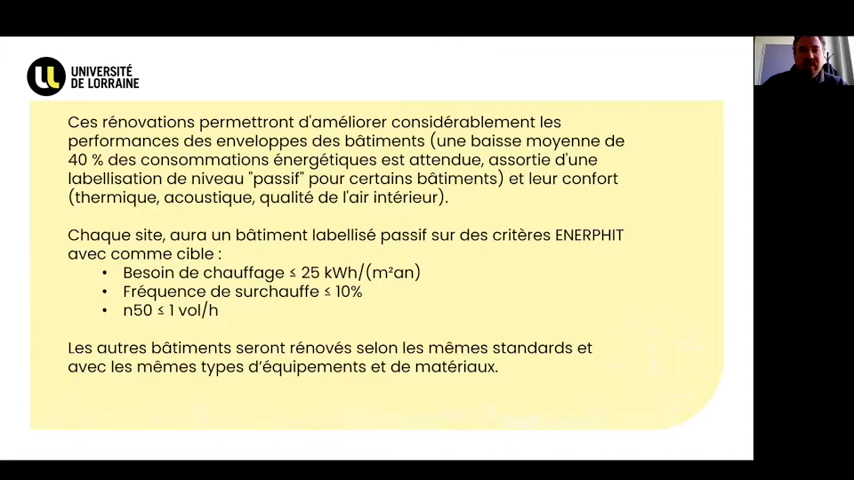 UNIVERSITÉ
DE LORRAINE
Ces rénovations permettront d'améliorer considérablement les
performances des enveloppes des bâtiments (une baisse moyenne de
40 % des consommations énergétiques est attendue, assortie d'une
labellisation de niveau "passif" pour certains bâtiments) et leur confort
(thermique, acoustique, qualité de l'air intérieur).
Chaque site, aura un bâtiment labellisé passif sur des critères ENERPHIT
avec comme cible :
• Besoin de chauffage ≤ 25 kWh/(m²an)
• Fréquence de surchauffe ≤ 10%
• n50 ≤ 1 vol/h
Les autres bâtiments seront rénovés selon les mêmes standards et
avec les mêmes types d’équipements et de matériaux.